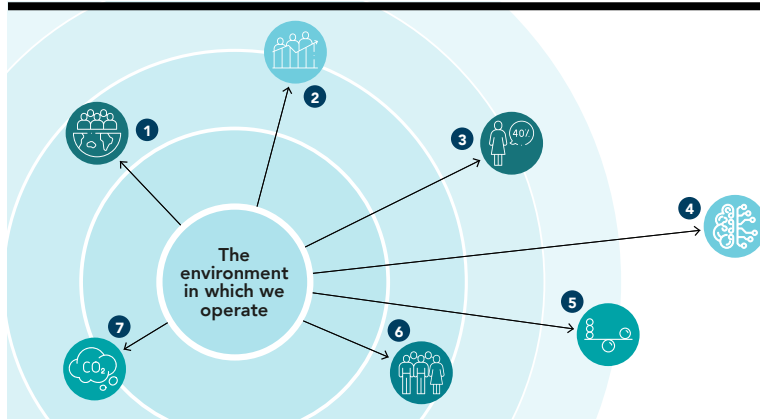 1
2
3
40%
4
The
environment
in which we
operate
5
6
7
CO₂